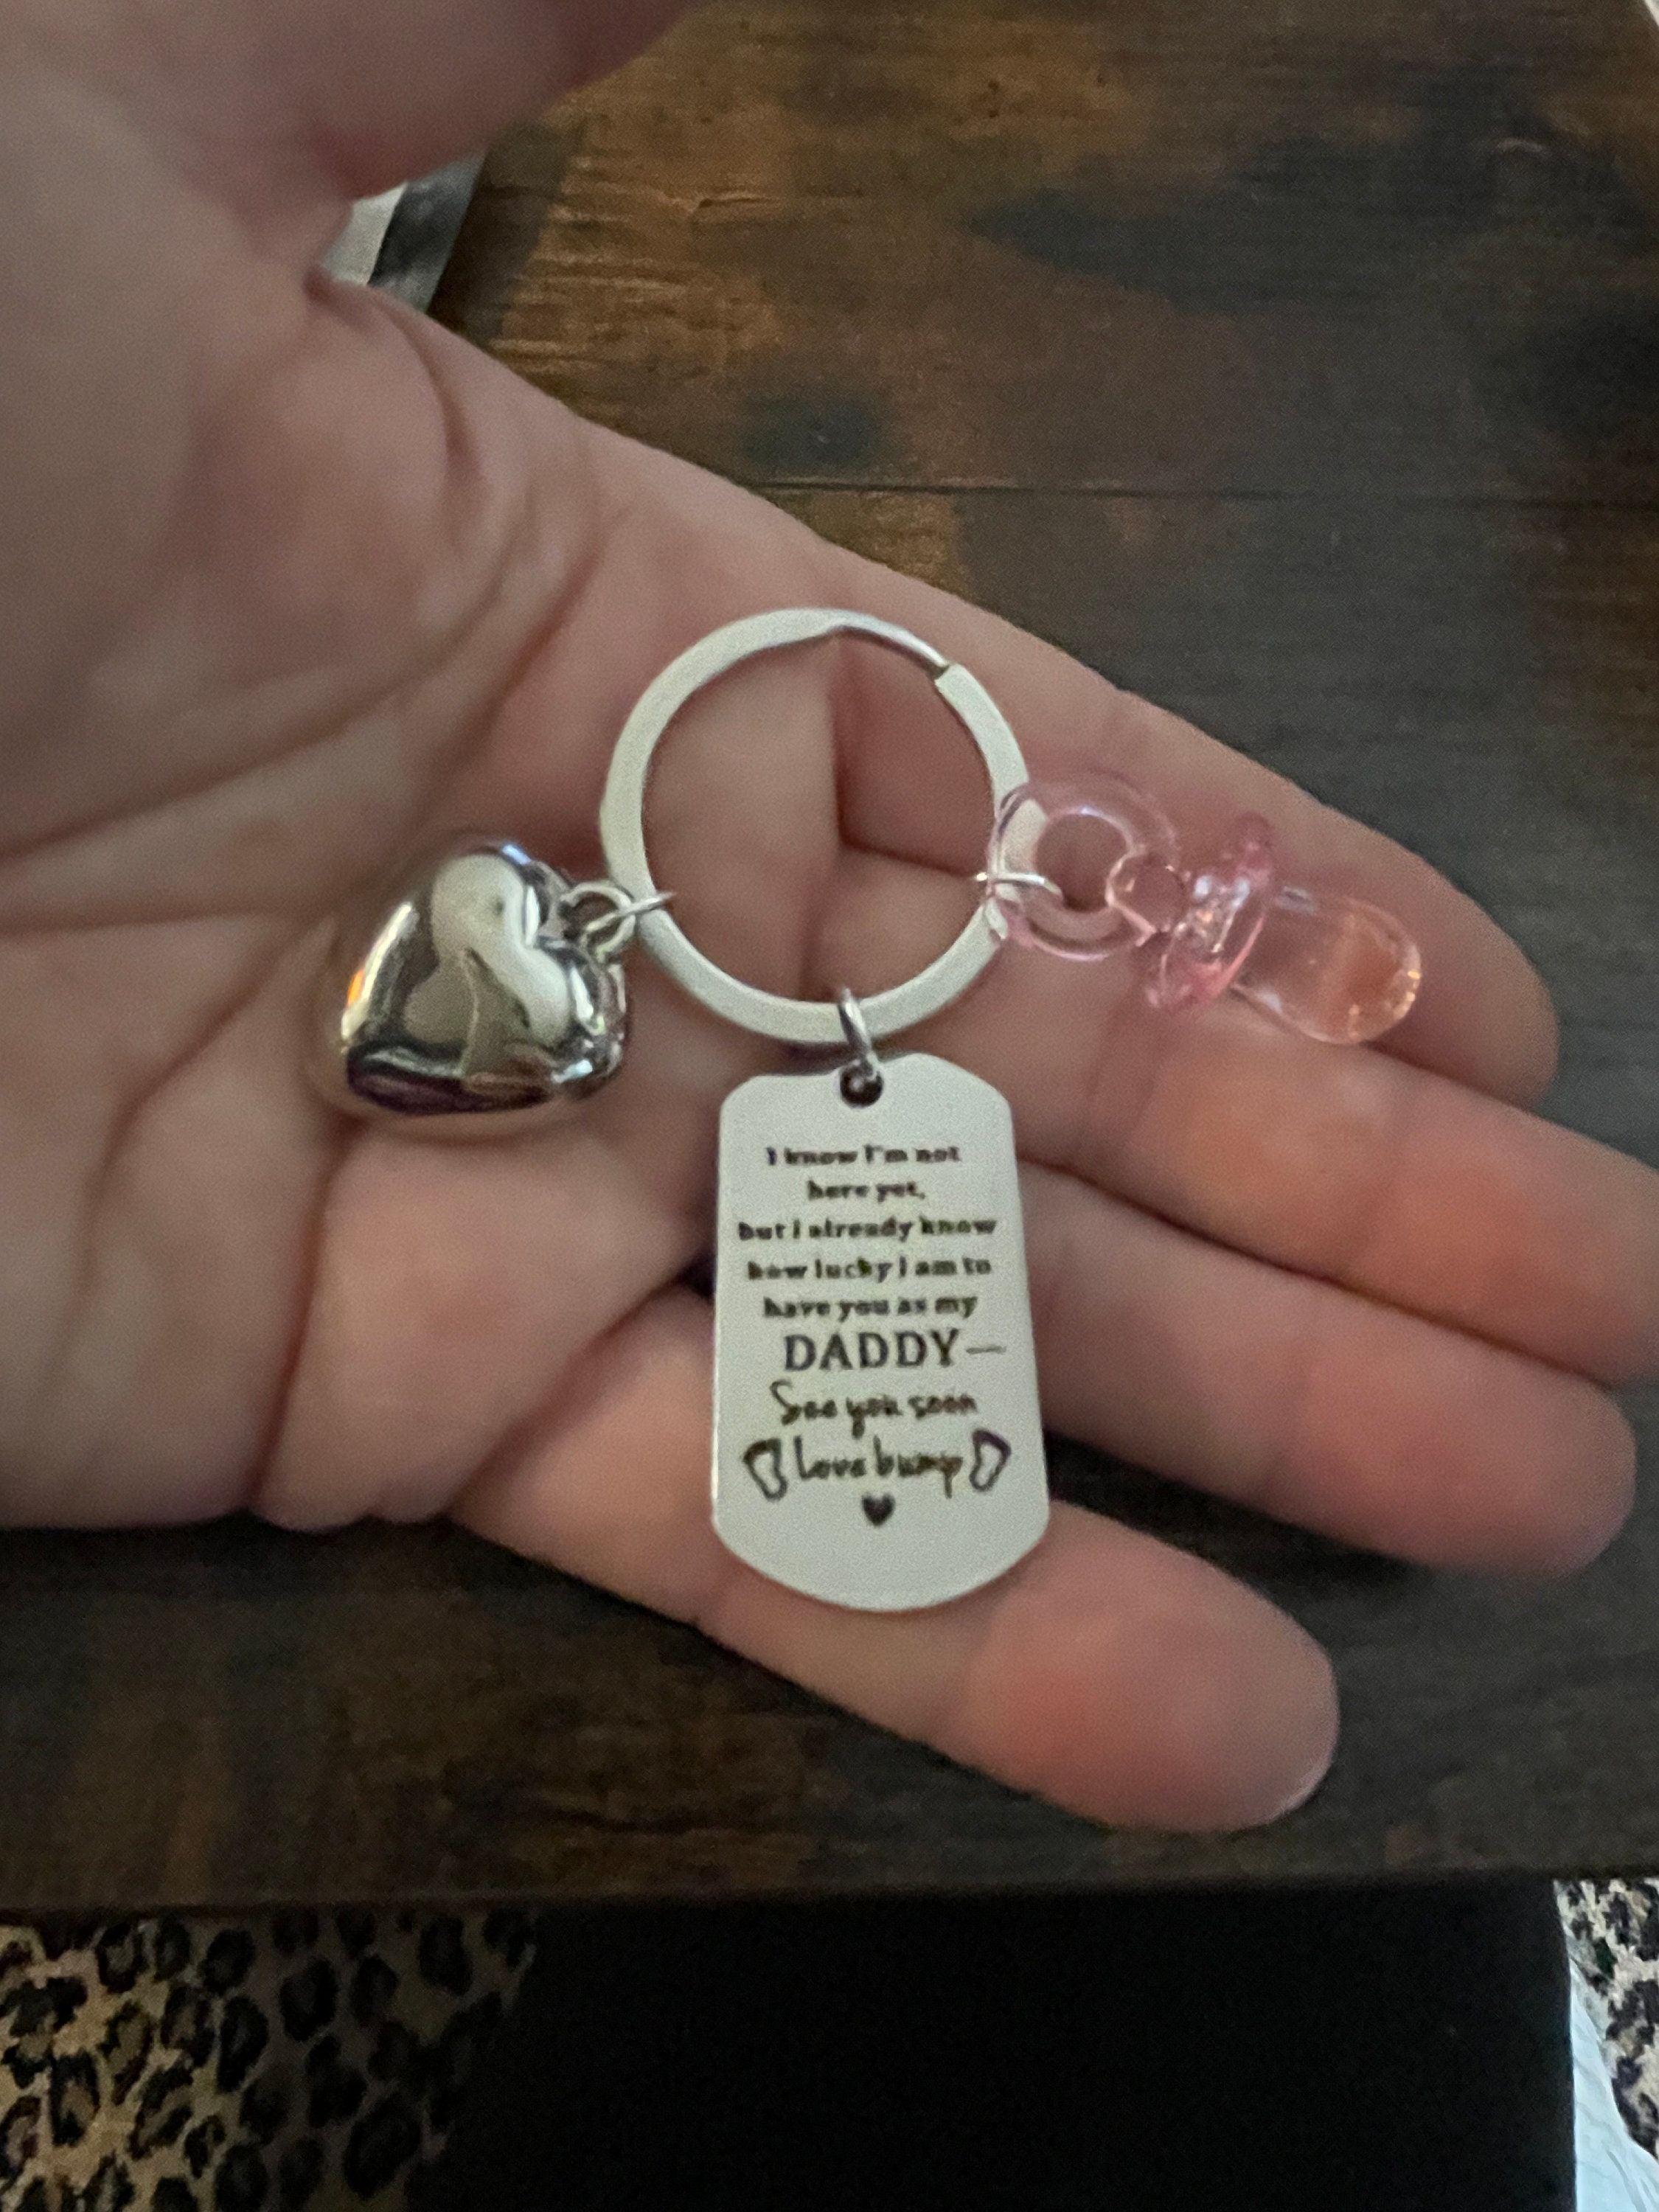 I know I'm not
here yet,
but I already know
how lucky I am to
have you as my
DADDY—
See you soon
Love bump